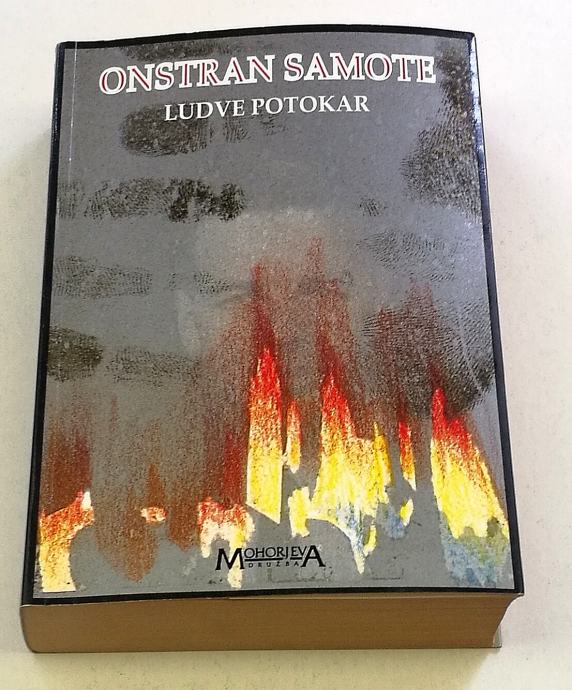 ONSTRAN SAMOTE
LUDVE POTOKAR
MOHORJEVA
DRUŽBA